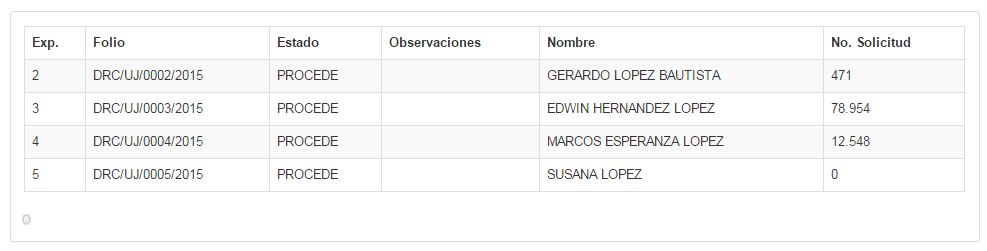 Exp. Folio Estado Observaciones Nombre No. Solicitud
2 DRC/UJ/0002/2015 PROCEDE GERARDO LOPEZ BAUTISTA 471
3 DRC/UJ/0003/2015 PROCEDE EDWIN HERNANDEZ LOPEZ 78.954
4 DRC/UJ/0004/2015 PROCEDE MARCOS ESPERANZA LOPEZ 12.548
5 DRC/UJ/0005/2015 PROCEDE SUSANA LOPEZ 0